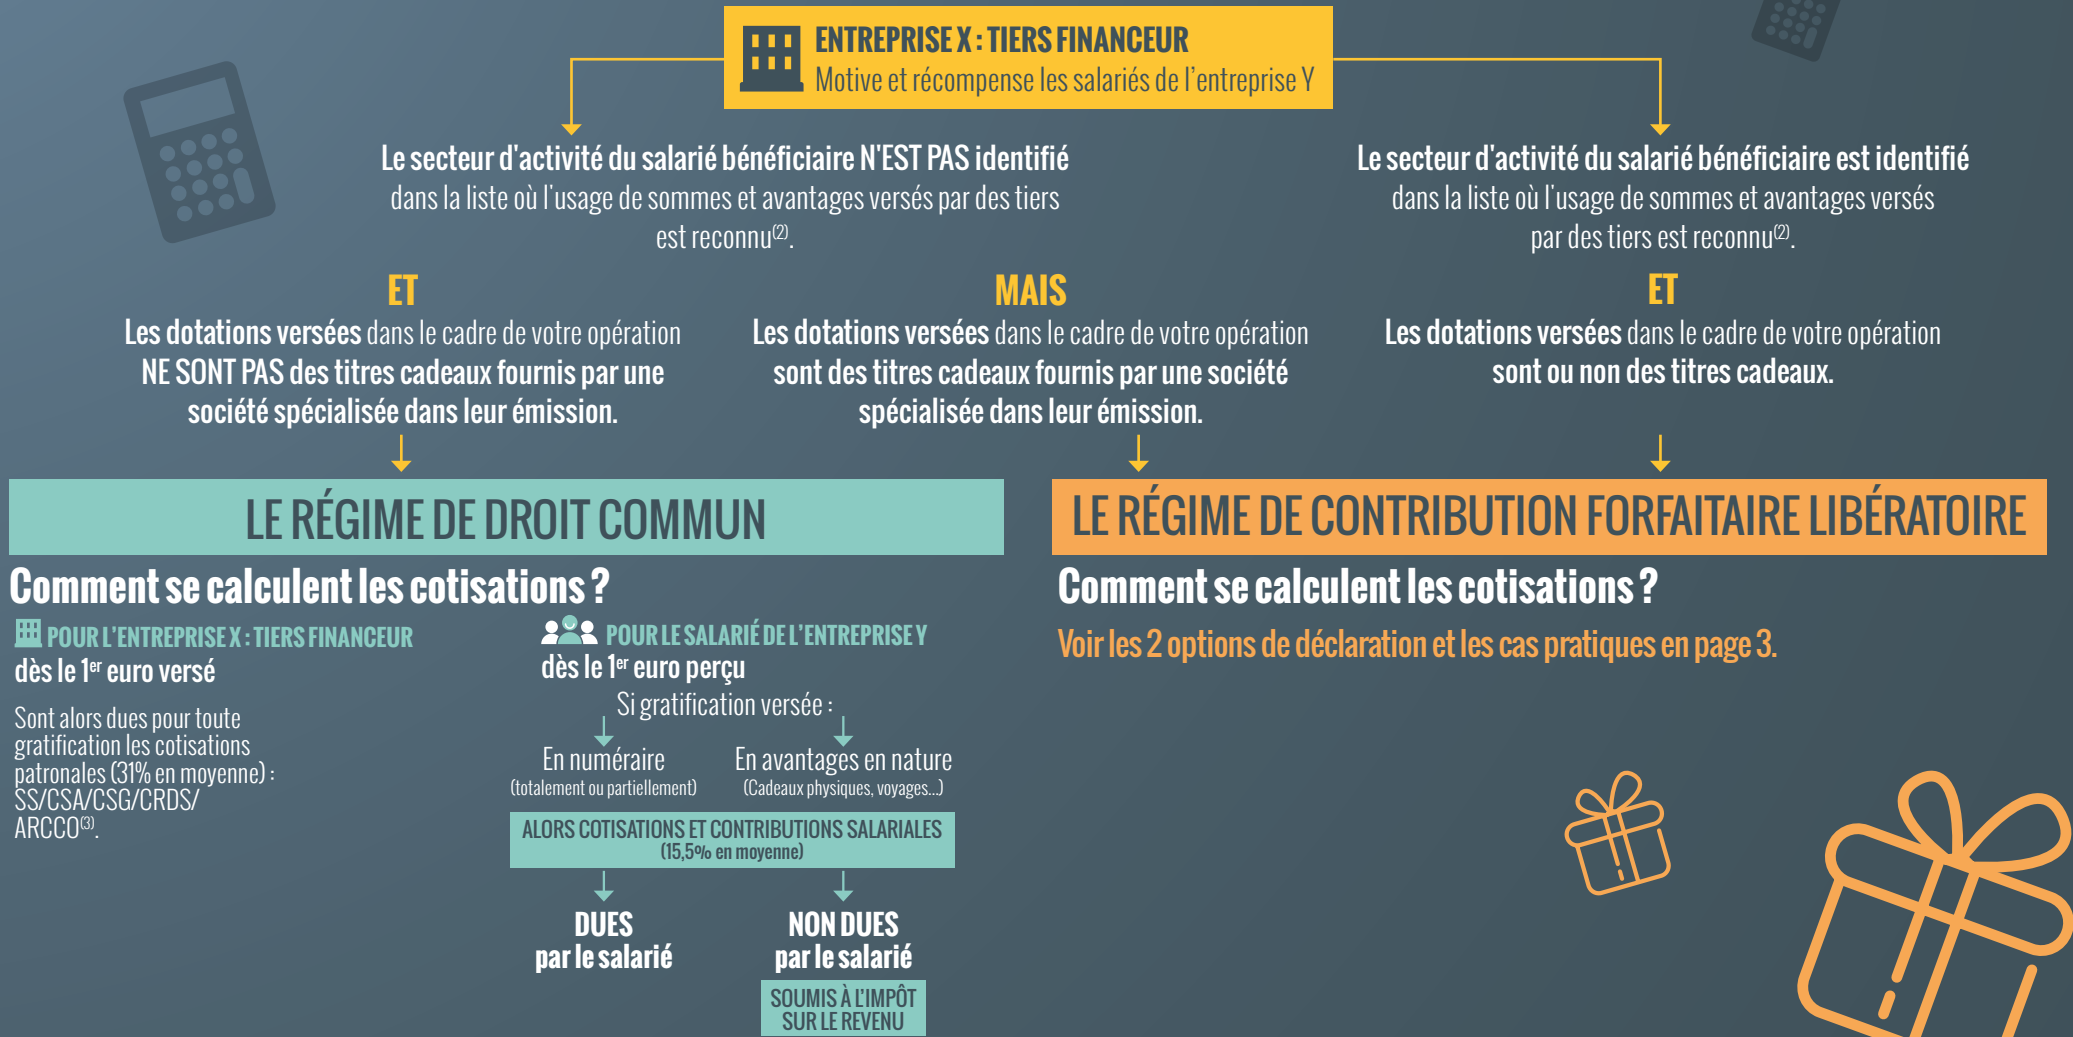 ENTREPRISE X : TIERS FINANCEUR
Motive et récompense les salariés de l'entreprise Y
Le secteur d'activité du salarié bénéficiaire N'EST PAS identifié
dans la liste où l'usage de sommes et avantages versés par des tiers
est reconnu(2).
Le secteur d'activité du salarié bénéficiaire est identifié
dans la liste où l'usage de sommes et avantages versés
par des tiers est reconnu(2).
ET
Les dotations versées dans le cadre de votre opération
NE SONT PAS des titres cadeaux fournis par une
société spécialisée dans leur émission.
MAIS
Les dotations versées dans le cadre de votre opération
sont des titres cadeaux fournis par une société
spécialisée dans leur émission.
ET
Les dotations versées dans le cadre de votre opération
sont ou non des titres cadeaux.
LE RÉGIME DE DROIT COMMUN
Comment se calculent les cotisations ?
POUR L'ENTREPRISE X : TIERS FINANCEUR
dès le 1er euro versé
Sont alors dues pour toute
gratification les cotisations
patronales (31% en moyenne) :
SS/CSA/CSG/CRDS/
ARCCO(3).
POUR LE SALARIÉ DE L'ENTREPRISE Y
dès le 1er euro perçu
Si gratification versée :
En numéraire
(totalement ou partiellement)
En avantages en nature
(Cadeaux physiques, voyages...)
ALORS COTISATIONS ET CONTRIBUTIONS SALARIALES
(15,5% en moyenne)
DUES
par le salarié
NON DUES
par le salarié
SOUMIS À L'IMPÔT
SUR LE REVENU
LE RÉGIME DE CONTRIBUTION FORFAITAIRE LIBÉRATOIRE
Comment se calculent les cotisations ?
Voir les 2 options de déclaration et les cas pratiques en page 3.